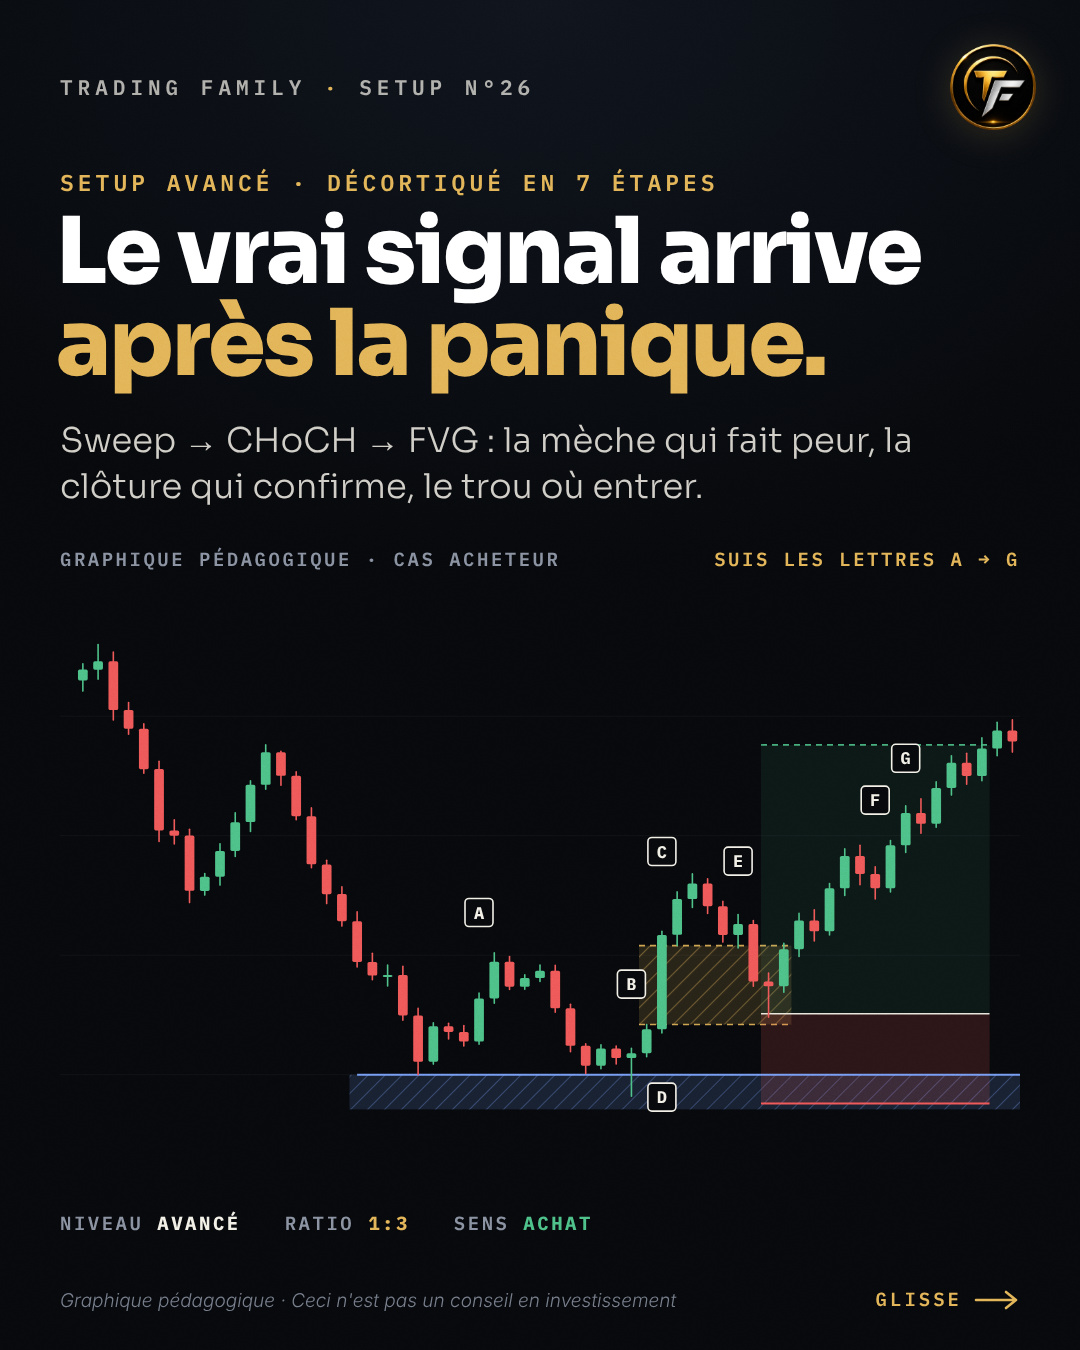 TRADING FAMILY · SETUP N°26
TF
SETUP AVANCÉ · DÉCORTIQUÉ EN 7 ÉTAPES
Le vrai signal arrive
après la panique.
Sweep → CHoCH → FVG : la mèche qui fait peur, la
clôture qui confirme, le trou où entrer.
GRAPHIQUE PÉDAGOGIQUE · CAS ACHETEUR
SUIS LES LETTRES A → G
A
B
C
D
E
F
G
NIVEAU AVANCÉ RATIO 1:3 SENS ACHAT
Graphique pédagogique · Ceci n'est pas un conseil en investissement
GLISSE →